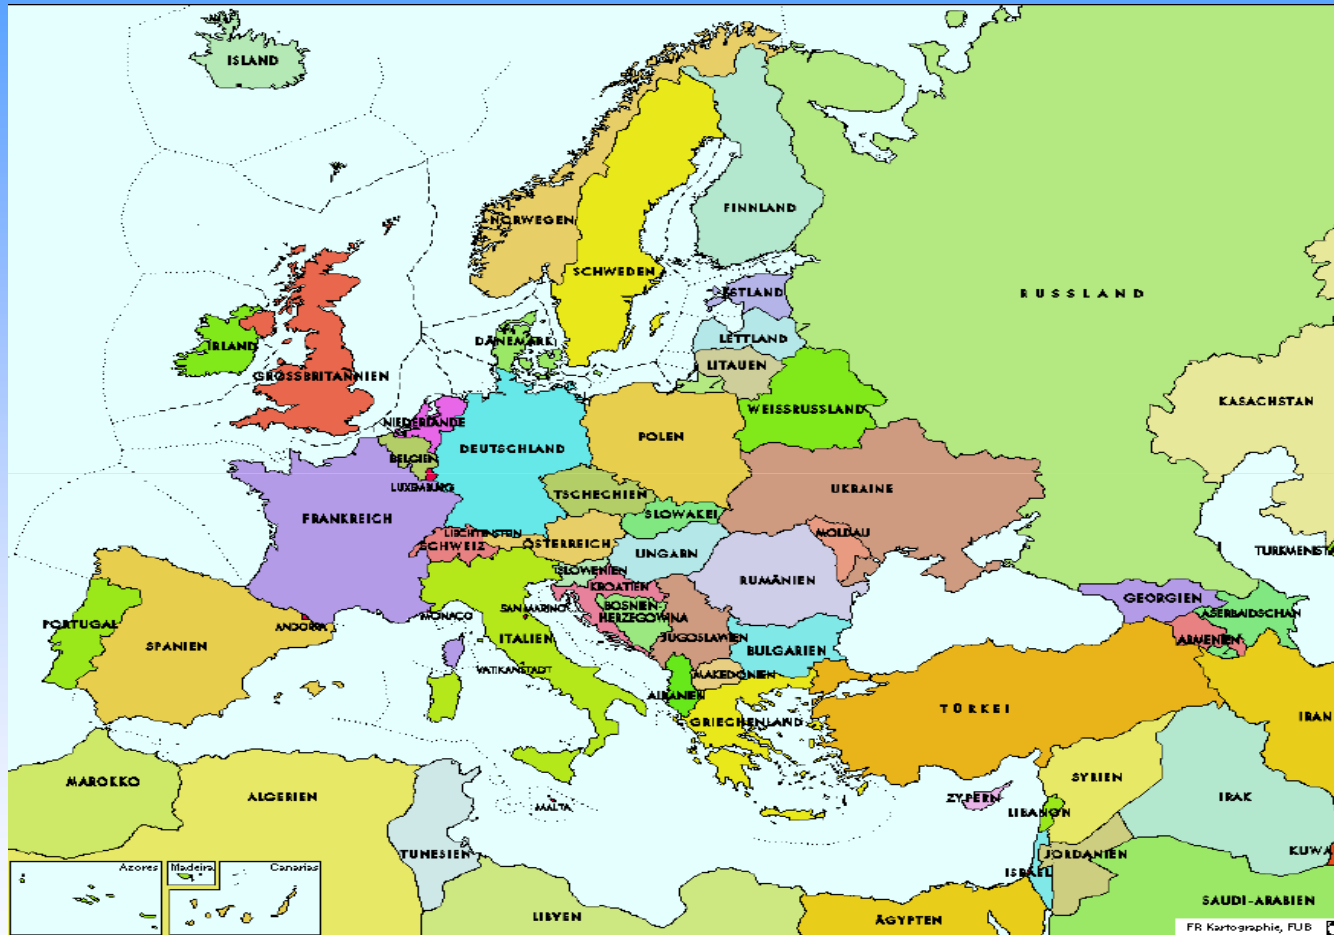 ISLAND
NORWEGEN
FINNLAND
SCHWEDEN
RUSSLAND
ESTLAND
LETTLAND
LITAUEN
DÄNEMARK
IRLAND
GROSSBRITANNIEN
WEISSRUSSLAND
KASACHSTAN
NIEDERLANDE
POLEN
DEUTSCHLAND
BELGIEN
LUXEMBURG
UKRAINE
TSCHECHIEN
SLOWAKEI
FRANKREICH
LIECHTENSTEIN
SCHWEIZ
ÖSTERREICH
MOLDAU
UNGARN
TURKMENISTA
SLOWENIEN
RUMÄNIEN
KROATIEN
GEORGIEN
BOSNIEN-
HERZEGOWINA
SAN MARINO
MONACO
ASERBAIDSCHAN
PORTUGAL
ANDORRA
ITALIEN
JUGOSLAWIEN
ARMENIEN
SPANIEN
BULGARIEN
VATIKANSTADT
MAKEDONIEN
ALBANIEN
TÜRKEI
IRAN
GRIECHENLAND
SYRIEN
MAROKKO
ALGERIEN
ZYPERN
IRAK
MALTA
LIBANON
TUNESIEN
JORDANIEN
KUWA
Azores
Madeira
Canarias
ISRAEL
SAUDI-ARABIEN
LIBYEN
ÄGYPTEN
FR Kartographie, FUB